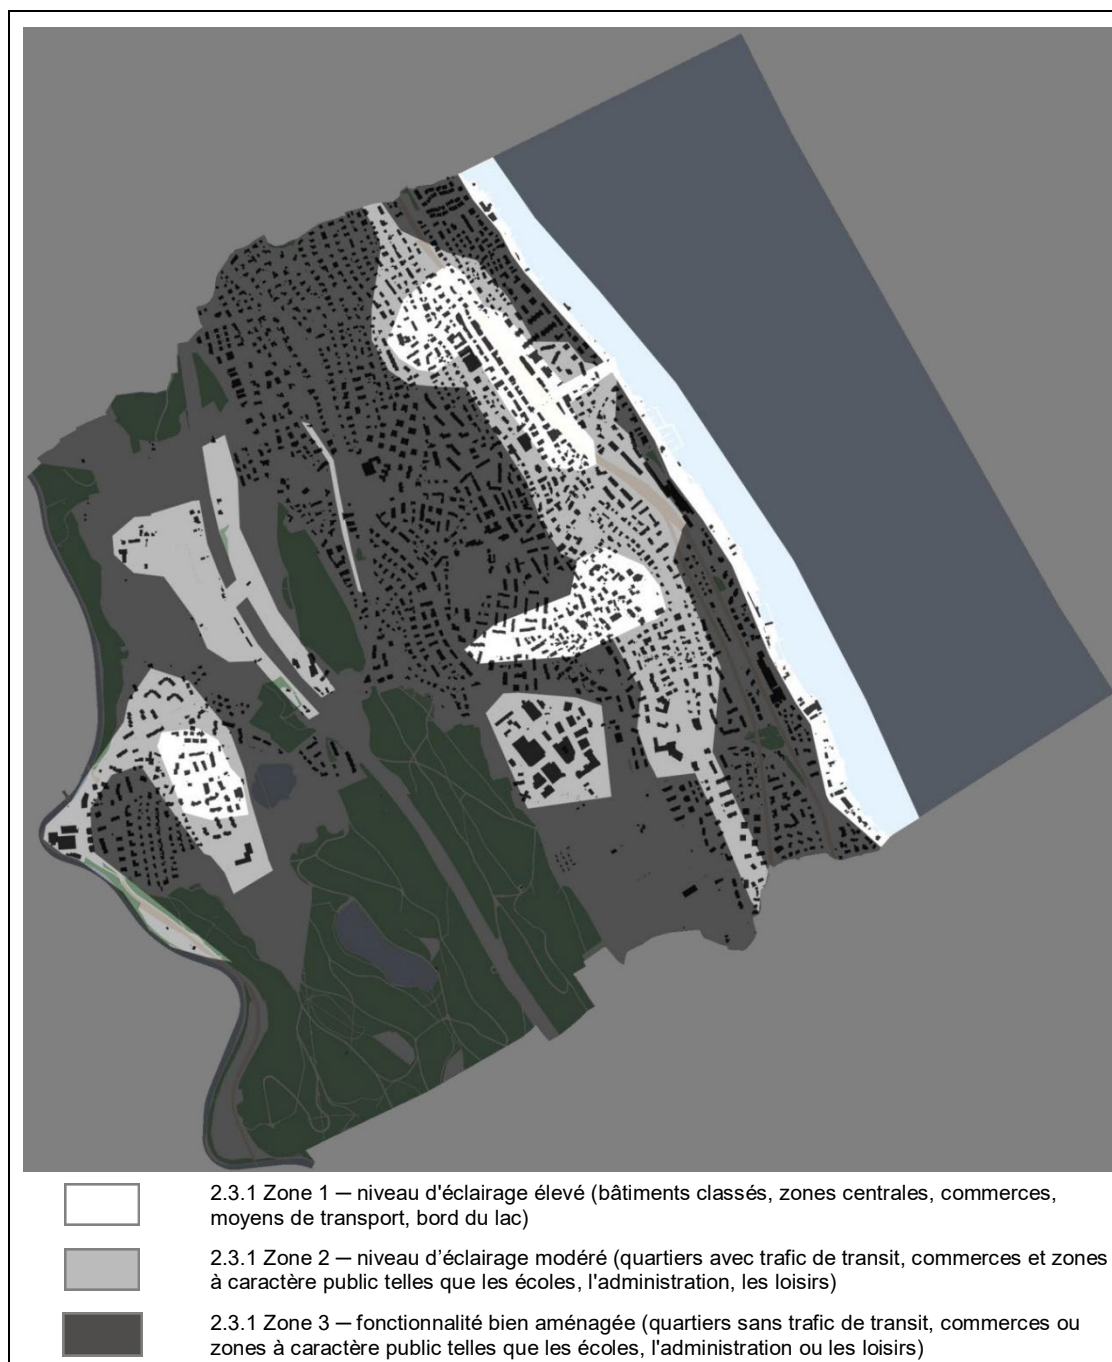 2.3.1 Zone 1 – niveau d'éclairage élevé (bâtiments classés, zones centrales, commerces,
moyens de transport, bord du lac)
2.3.1 Zone 2 – niveau d’éclairage modéré (quartiers avec trafic de transit, commerces et zones
à caractère public telles que les écoles, l'administration, les loisirs)
2.3.1 Zone 3 – fonctionnalité bien aménagée (quartiers sans trafic de transit, commerces ou
zones à caractère public telles que les écoles, l'administration ou les loisirs)